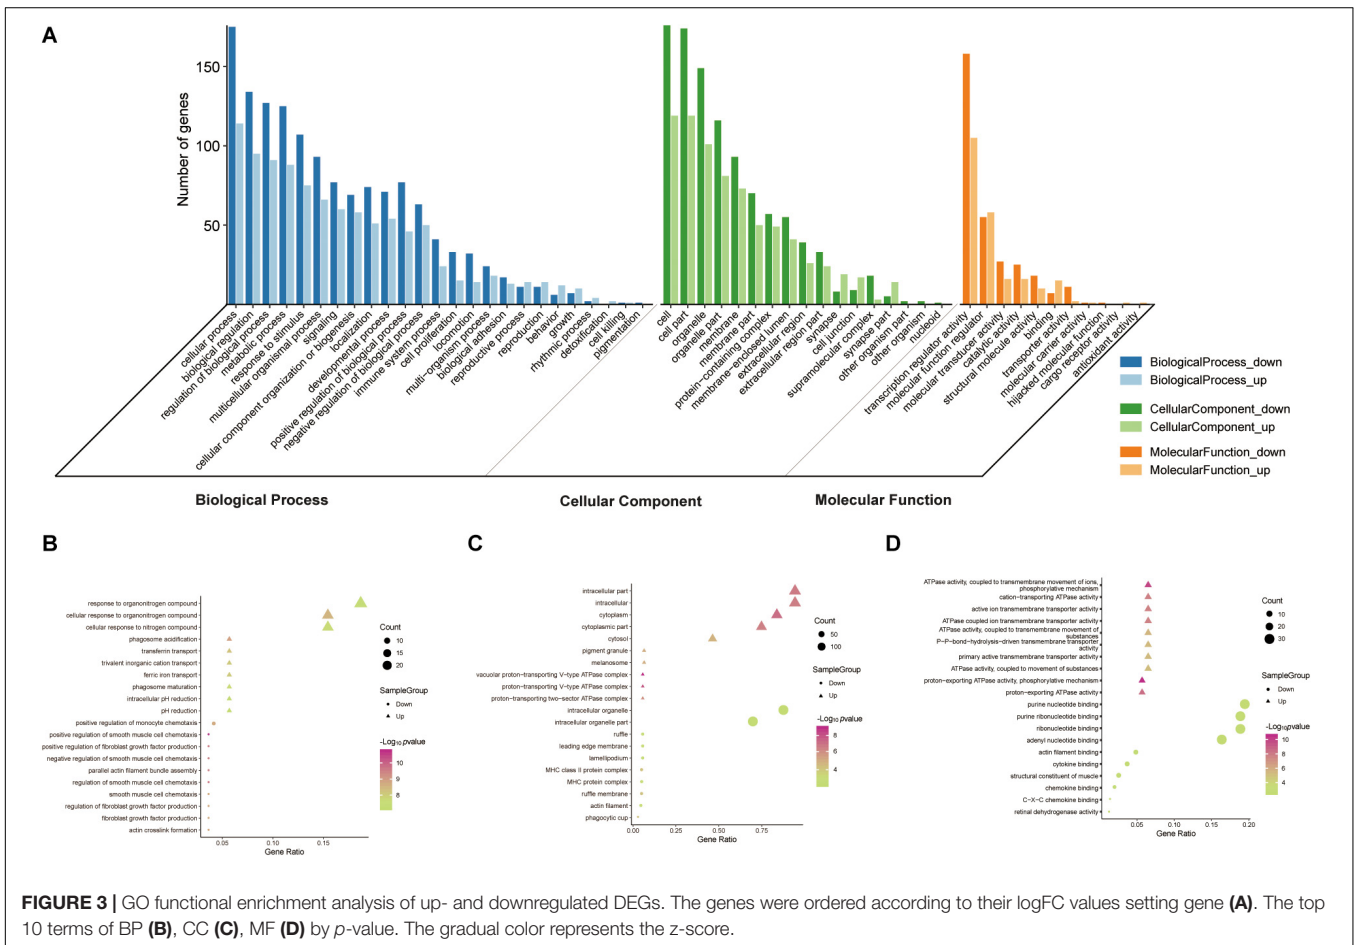 A
Number of genes
150
100
50
cellular process
biological regulation
regulation of biological process
metabolic process
response to stimulus
multicellular organismal process
signaling
cellular component organization or biogenesis
localization
developmental process
positive regulation of biological process
negative regulation of biological process
immune system process
cell proliferation
locomotion
multi−organism process
biological adhesion
reproductive process
reproduction
behavior
growth
rhythmic process
detoxification
cell killing
pigmentation
cell
cell part
organelle
organelle part
membrane
membrane part
protein−containing complex
membrane−enclosed lumen
extracellular region
extracellular region part
synapse
cell junction
supramolecular complex
synapse part
other organism
other organism part
nucleoid
transcription regulator activity
molecular function regulator
molecular transducer activity
catalytic activity
structural molecule activity
binding
transporter activity
molecular carrier activity
hijacked molecular function
cargo receptor activity
antioxidant activity
BiologicalProcess_down
BiologicalProcess_up
CellularComponent_down
CellularComponent_up
MolecularFunction_down
MolecularFunction_up
Biological Process
Cellular Component
Molecular Function
B
response to organonitrogen compound
cellular response to organonitrogen compound
cellular response to nitrogen compound
phagosome acidification
transferrin transport
trivalent inorganic cation transport
ferric iron transport
phagosome maturation
intracellular pH reduction
pH reduction
positive regulation of monocyte chemotaxis
positive regulation of smooth muscle cell chemotaxis
positive regulation of fibroblast growth factor production
negative regulation of smooth muscle cell chemotaxis
parallel actin filament bundle assembly
regulation of smooth muscle cell chemotaxis
smooth muscle cell chemotaxis
regulation of fibroblast growth factor production
fibroblast growth factor production
actin crosslink formation
0.05
0.10
0.15
Gene Ratio
Count
10
15
20
SampleGroup
Down
Up
-Log10 pvalue
10
9
8
C
intracellular part
intracellular
cytoplasm
cytoplasmic part
cytosol
pigment granule
melanosome
vacuolar proton−transporting V−type ATPase complex
proton−transporting V−type ATPase complex
proton−transporting two−sector ATPase complex
intracellular organelle
intracellular organelle part
ruffle
leading edge membrane
lamellipodium
MHC class II protein complex
MHC protein complex
ruffle membrane
actin filament
phagocytic cup
0.00
0.25
0.50
0.75
Gene Ratio
Count
50
100
SampleGroup
Down
Up
-Log10 pvalue
8
6
4
D
ATPase activity, coupled to transmembrane movement of ions,
phosphorylative mechanism
cation−transporting ATPase activity
active ion transmembrane transporter activity
ATPase coupled ion transmembrane transporter activity
ATPase activity, coupled to transmembrane movement of
substances
P−P−bond−hydrolysis−driven transmembrane transporter
activity
primary active transmembrane transporter activity
ATPase activity, coupled to movement of substances
proton−exporting ATPase activity, phosphorylative mechanism
proton−exporting ATPase activity
purine nucleotide binding
purine ribonucleotide binding
ribonucleotide binding
adenyl nucleotide binding
actin filament binding
cytokine binding
structural constituent of muscle
chemokine binding
C−X−C chemokine binding
retinal dehydrogenase activity
0.05
0.10
0.15
0.20
Gene Ratio
Count
10
20
30
SampleGroup
Down
Up
-Log10 pvalue
10
8
6
4
FIGURE 3 | GO functional enrichment analysis of up- and downregulated DEGs. The genes were ordered according to their logFC values setting gene (A). The top
10 terms of BP (B), CC (C), MF (D) by p-value. The gradual color represents the z-score.